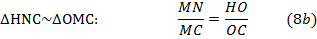 ΔHNC~ΔOMC: MN/MC = HO/OC (8b)